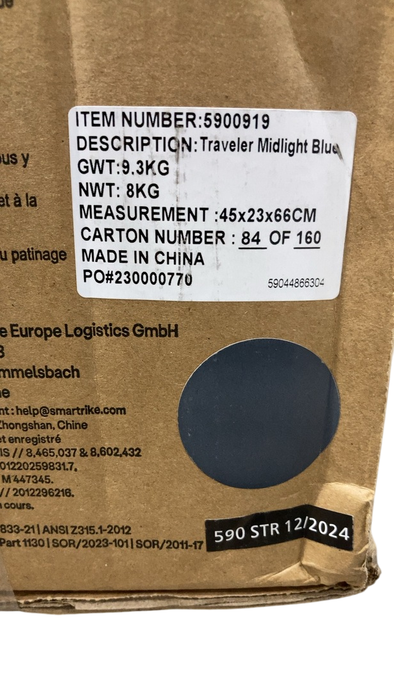 ITEM NUMBER:5900919
DESCRIPTION:Traveler Midlight Blue
GWT:9.3KG
NWT: 8KG
MEASUREMENT :45x23x66CM
CARTON NUMBER : 84 OF 160
MADE IN CHINA
PO#230000770
59044866304
ous y
et à la
u patinage
e Europe Logistics GmbH
mmelsbach
nt : help@smartrike.com
Zhongshan, Chine
et enregistré
IS // 8,465,037 & 8,602,432
01220259831.7,
M 447345.
// 2012296216.
cours.
833-21 | ANSI Z315.1-2012
Part 1130 | SOR/2023-101 | SOR/2011-17
590 STR 12/2024